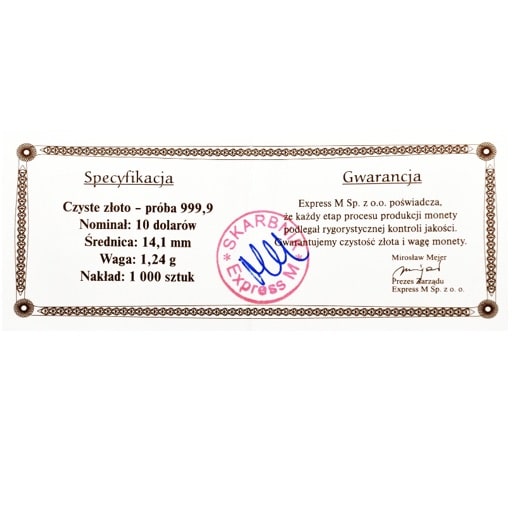 Specyfikacja
Czyste złoto – próba 999,9
Nominał: 10 dolarów
Średnica: 14,1 mm
Waga: 1,24 g
Nakład: 1 000 sztuk
SKARBNICA
* Express M *
Gwarancja
Express M Sp. z o.o. poświadcza,
że każdy etap procesu produkcji monety
podlegał rygorystycznej kontroli jakości.
Gwarantujemy czystość złota i wagę monety.
Mirosław Mejer
Prezes Zarządu
Express M Sp. z o. o.